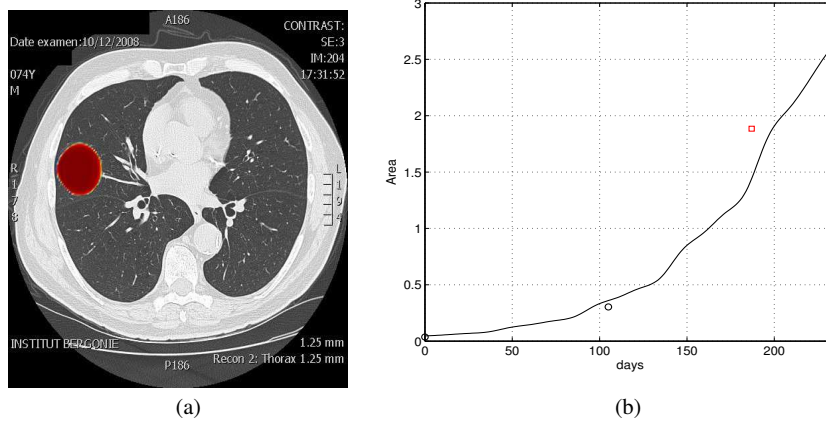 A186
CONTRAST:
Date examen:10/12/2008
SE:3
IM:204
074Y
17:31:52
M
R
1
7
8
L
1
9
4
INSTITUT BERGONIE
1.25 mm
Recon 2: Thorax 1.25 mm
P186
(a)
3
2.5
2
1.5
1
0.5
0
Area
0
50
100
150
200
days
(b)